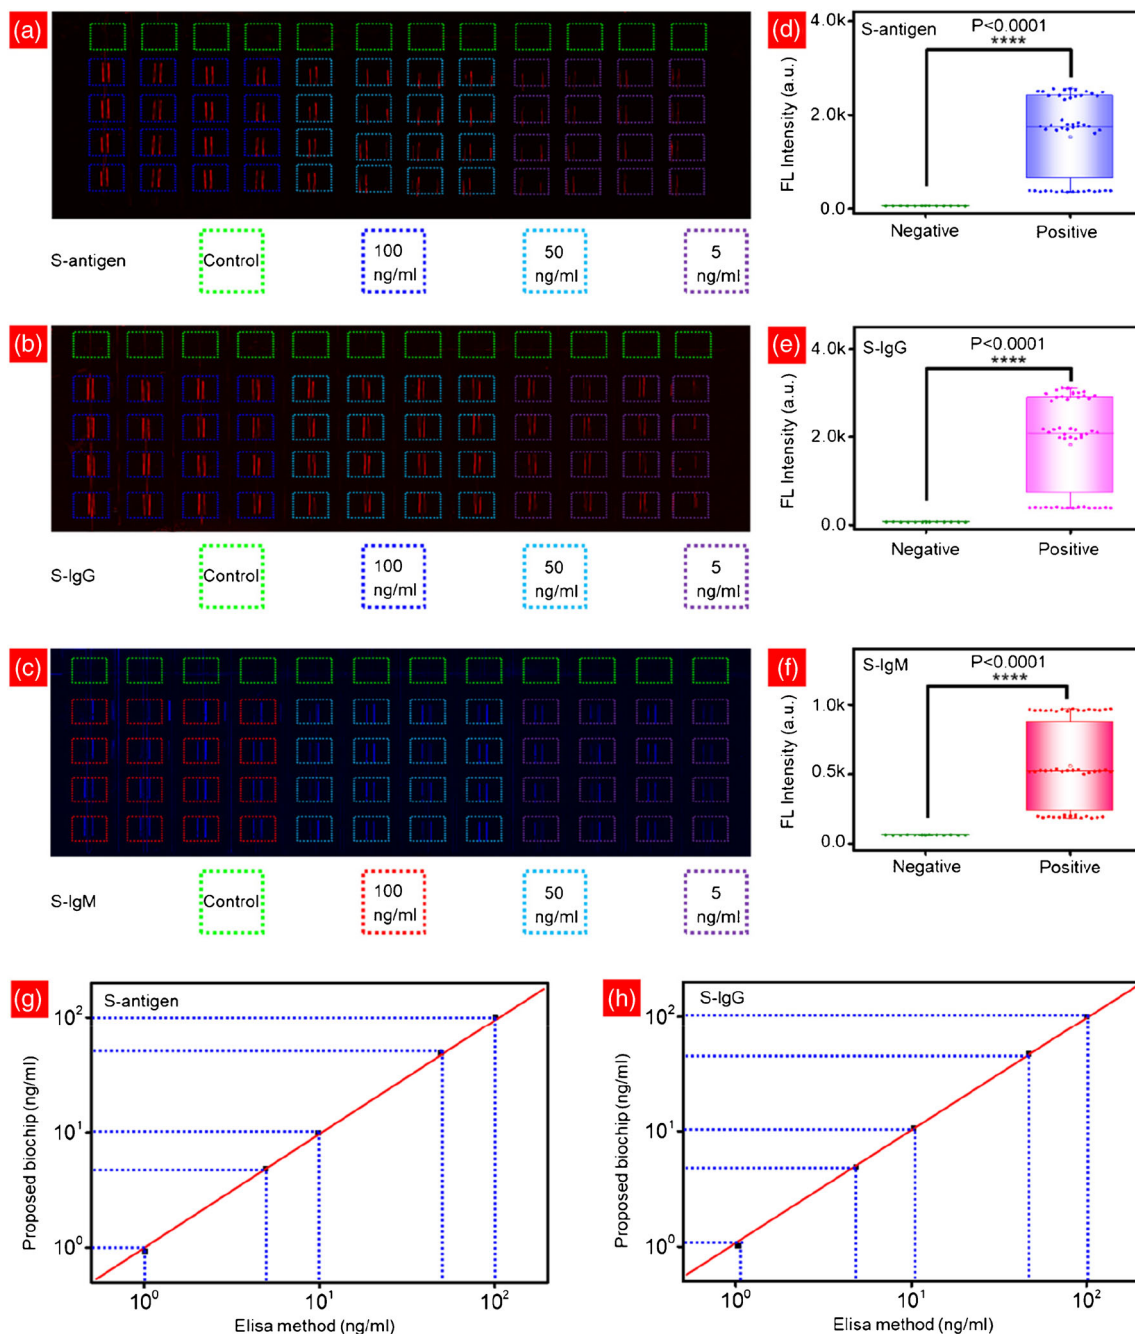 (a)
S-antigen
Control
100
ng/ml
50
ng/ml
5
ng/ml
(d)
S-antigen
P<0.0001
****
4.0k
2.0k
0.0
FL Intensity (a.u.)
Negative
Positive
(b)
S-IgG
Control
100
ng/ml
50
ng/ml
5
ng/ml
(e)
S-IgG
P<0.0001
****
4.0k
2.0k
0.0
FL Intensity (a.u.)
Negative
Positive
(c)
S-IgM
Control
100
ng/ml
50
ng/ml
5
ng/ml
(f)
S-IgM
P<0.0001
****
1.0k
0.5k
0.0
FL Intensity (a.u.)
Negative
Positive
(g)
S-antigen
10²
10¹
10⁰
Proposed biochip (ng/ml)
10⁰
10¹
10²
Elisa method (ng/ml)
(h)
S-IgG
10²
10¹
10⁰
Proposed biochip (ng/ml)
10⁰
10¹
10²
Elisa method (ng/ml)